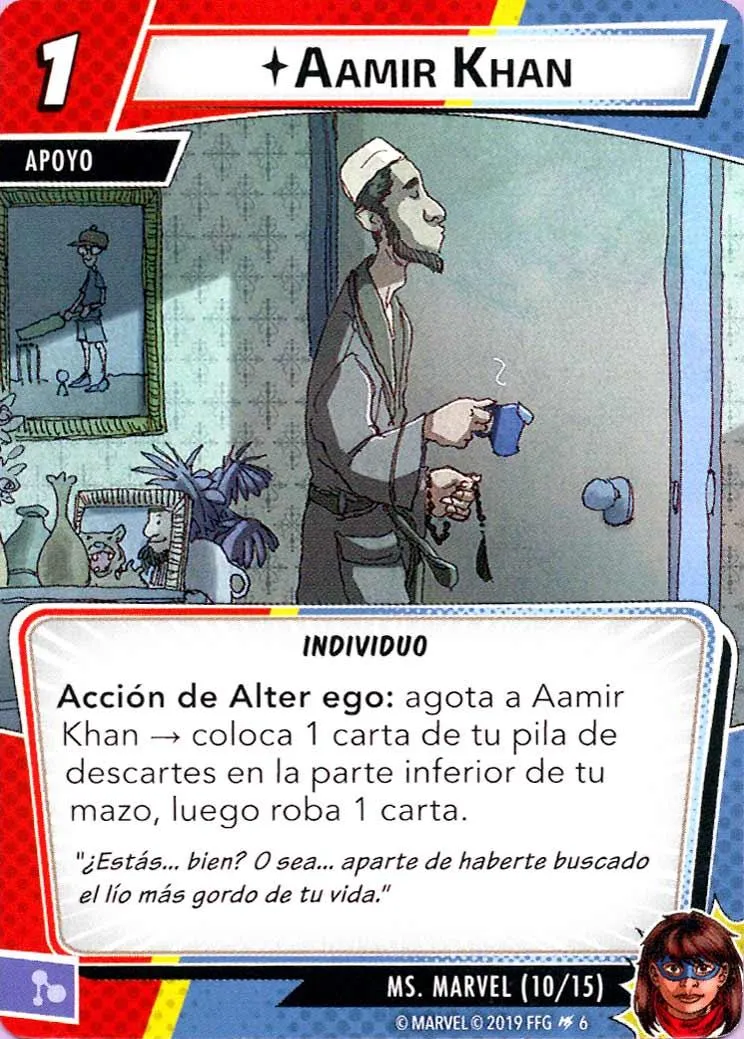 1
AAMIR KHAN
APOYO
INDIVIDUO
Acción de Alter ego: agota a Aamir
Khan → coloca 1 carta de tu pila de
descartes en la parte inferior de tu
mazo, luego roba 1 carta.
"¿Estás... bien? O sea... aparte de haberte buscado
el lío más gordo de tu vida."
MS. MARVEL (10/15)
© MARVEL © 2019 FFG 6